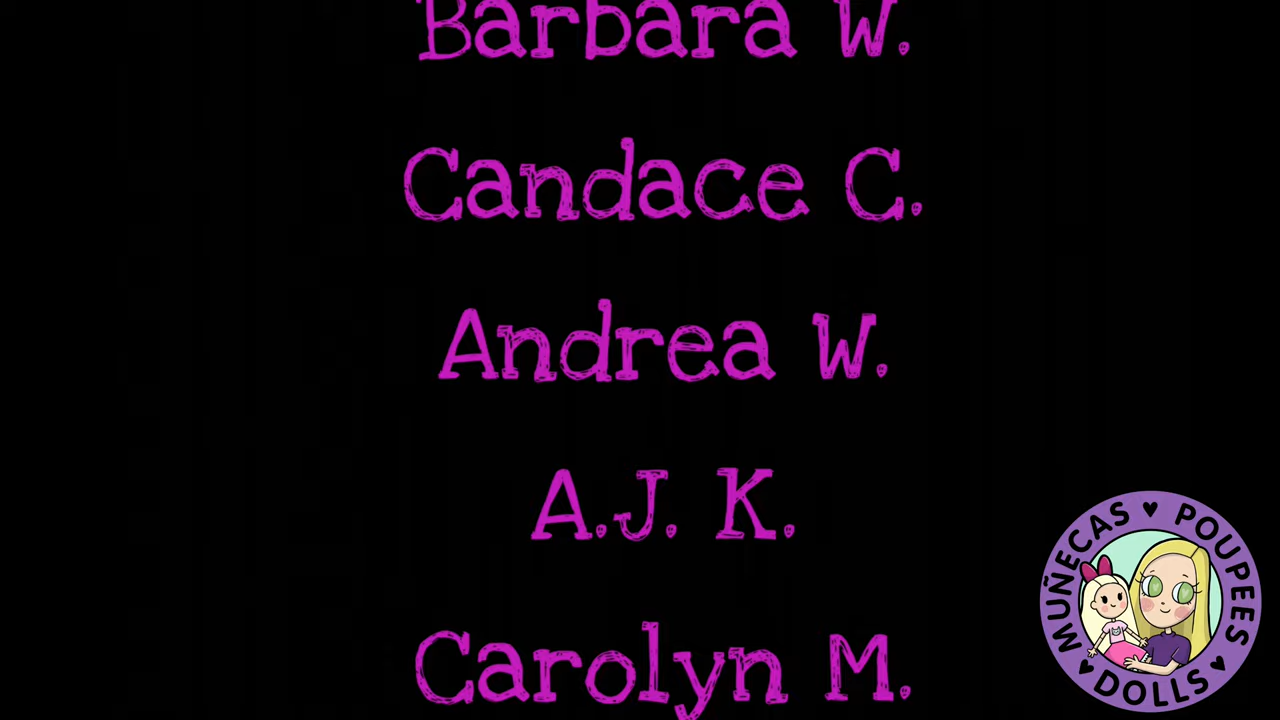 Barbara W.
Candace C.
Andrea W.
A.J. K.
Carolyn M.
MUÑECAS ♥ POUPEES ♥ DOLLS ♥